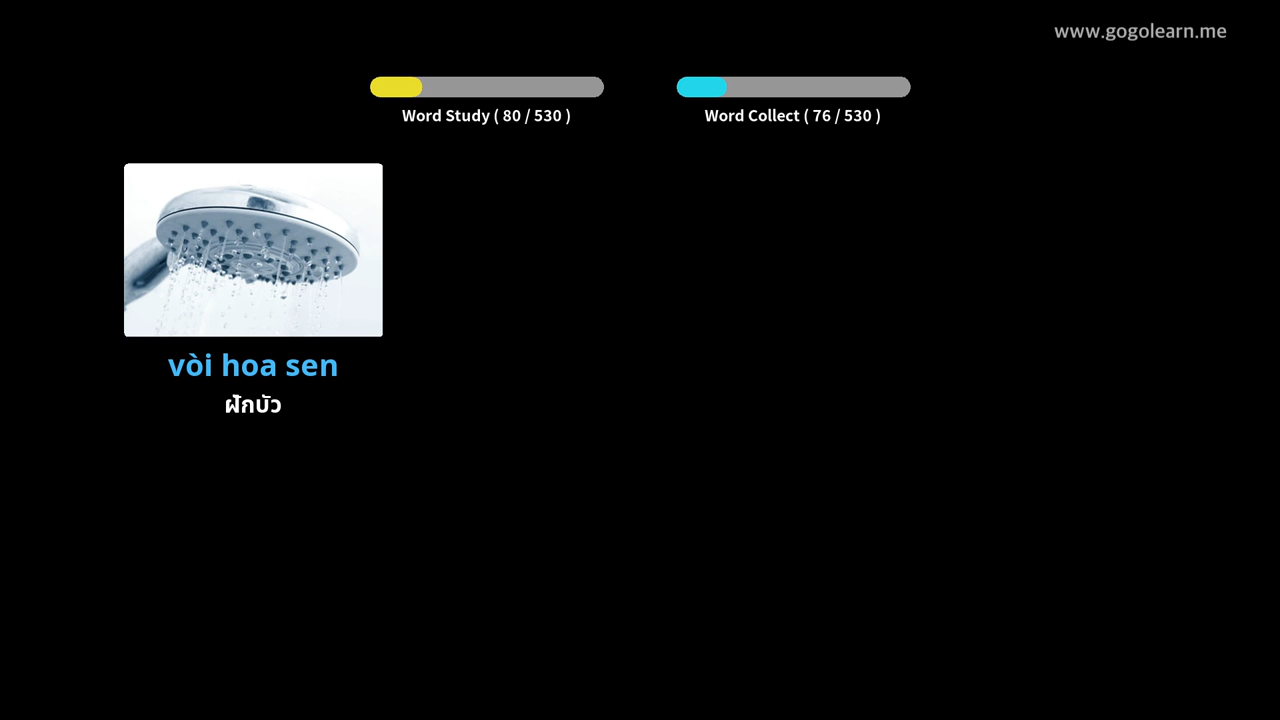 www.gogolearn.me
Word Study ( 80 / 530 )
Word Collect ( 76 / 530 )
vòi hoa sen
ฝักบัว